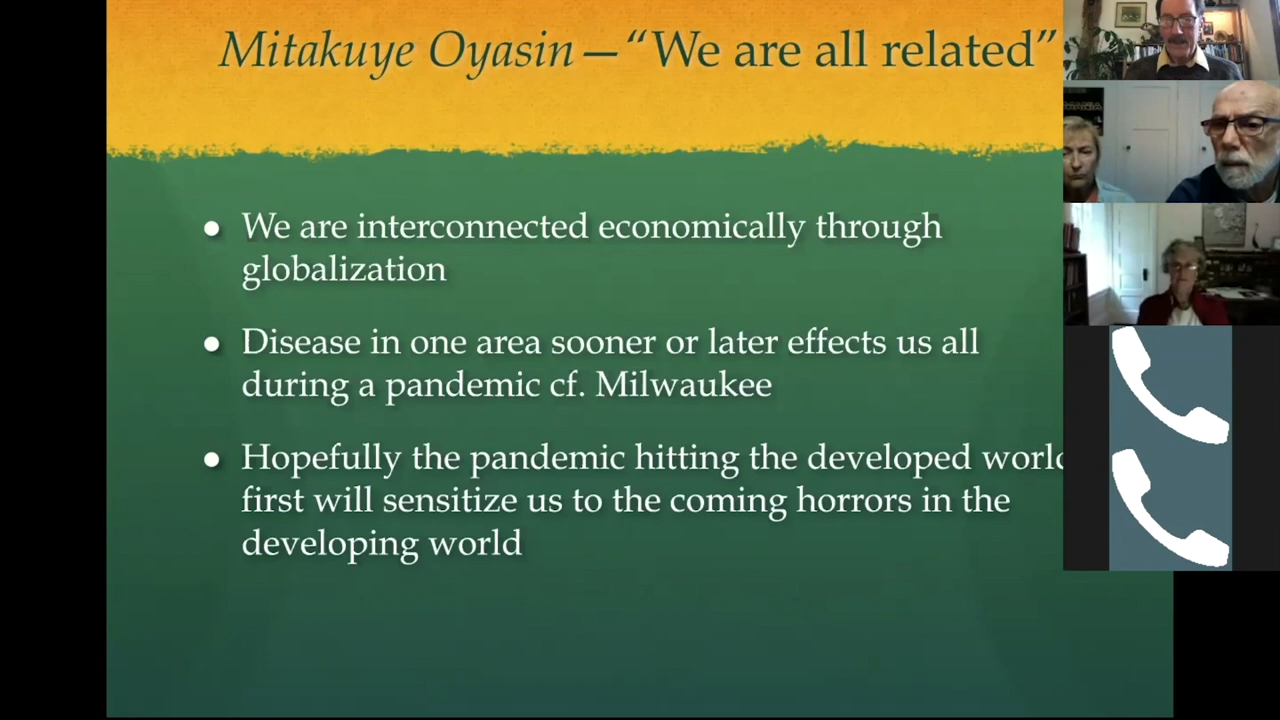 Mitakuye Oyasin—“We are all related”
● We are interconnected economically through
globalization
● Disease in one area sooner or later effects us all
during a pandemic cf. Milwaukee
● Hopefully the pandemic hitting the developed world
first will sensitize us to the coming horrors in the
developing world